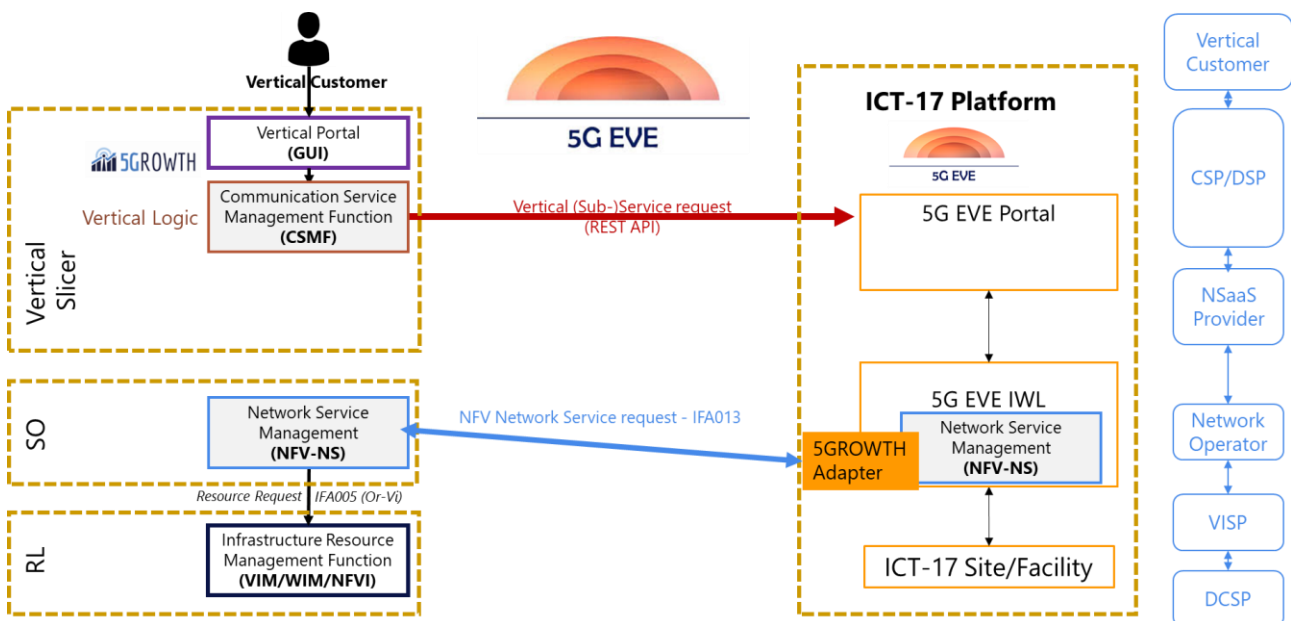 Vertical Customer
Vertical Portal
(GUI)
5GROWTH
Communication Service
Management Function
(CSMF)
Vertical Logic
Vertical
Slicer
5G EVE
Vertical (Sub-)Service request
(REST API)
SO
Network Service
Management
(NFV-NS)
NFV Network Service request - IFA013
Resource Request
IFA005 (Or-Vi)
RL
Infrastructure Resource
Management Function
(VIM/WIM/NFVI)
ICT-17 Platform
5G EVE
5G EVE Portal
5G EVE IWL
5GROWTH
Adapter
Network Service
Management
(NFV-NS)
ICT-17 Site/Facility
Vertical
Customer
CSP/DSP
NSaaS
Provider
Network
Operator
VISP
DCSP